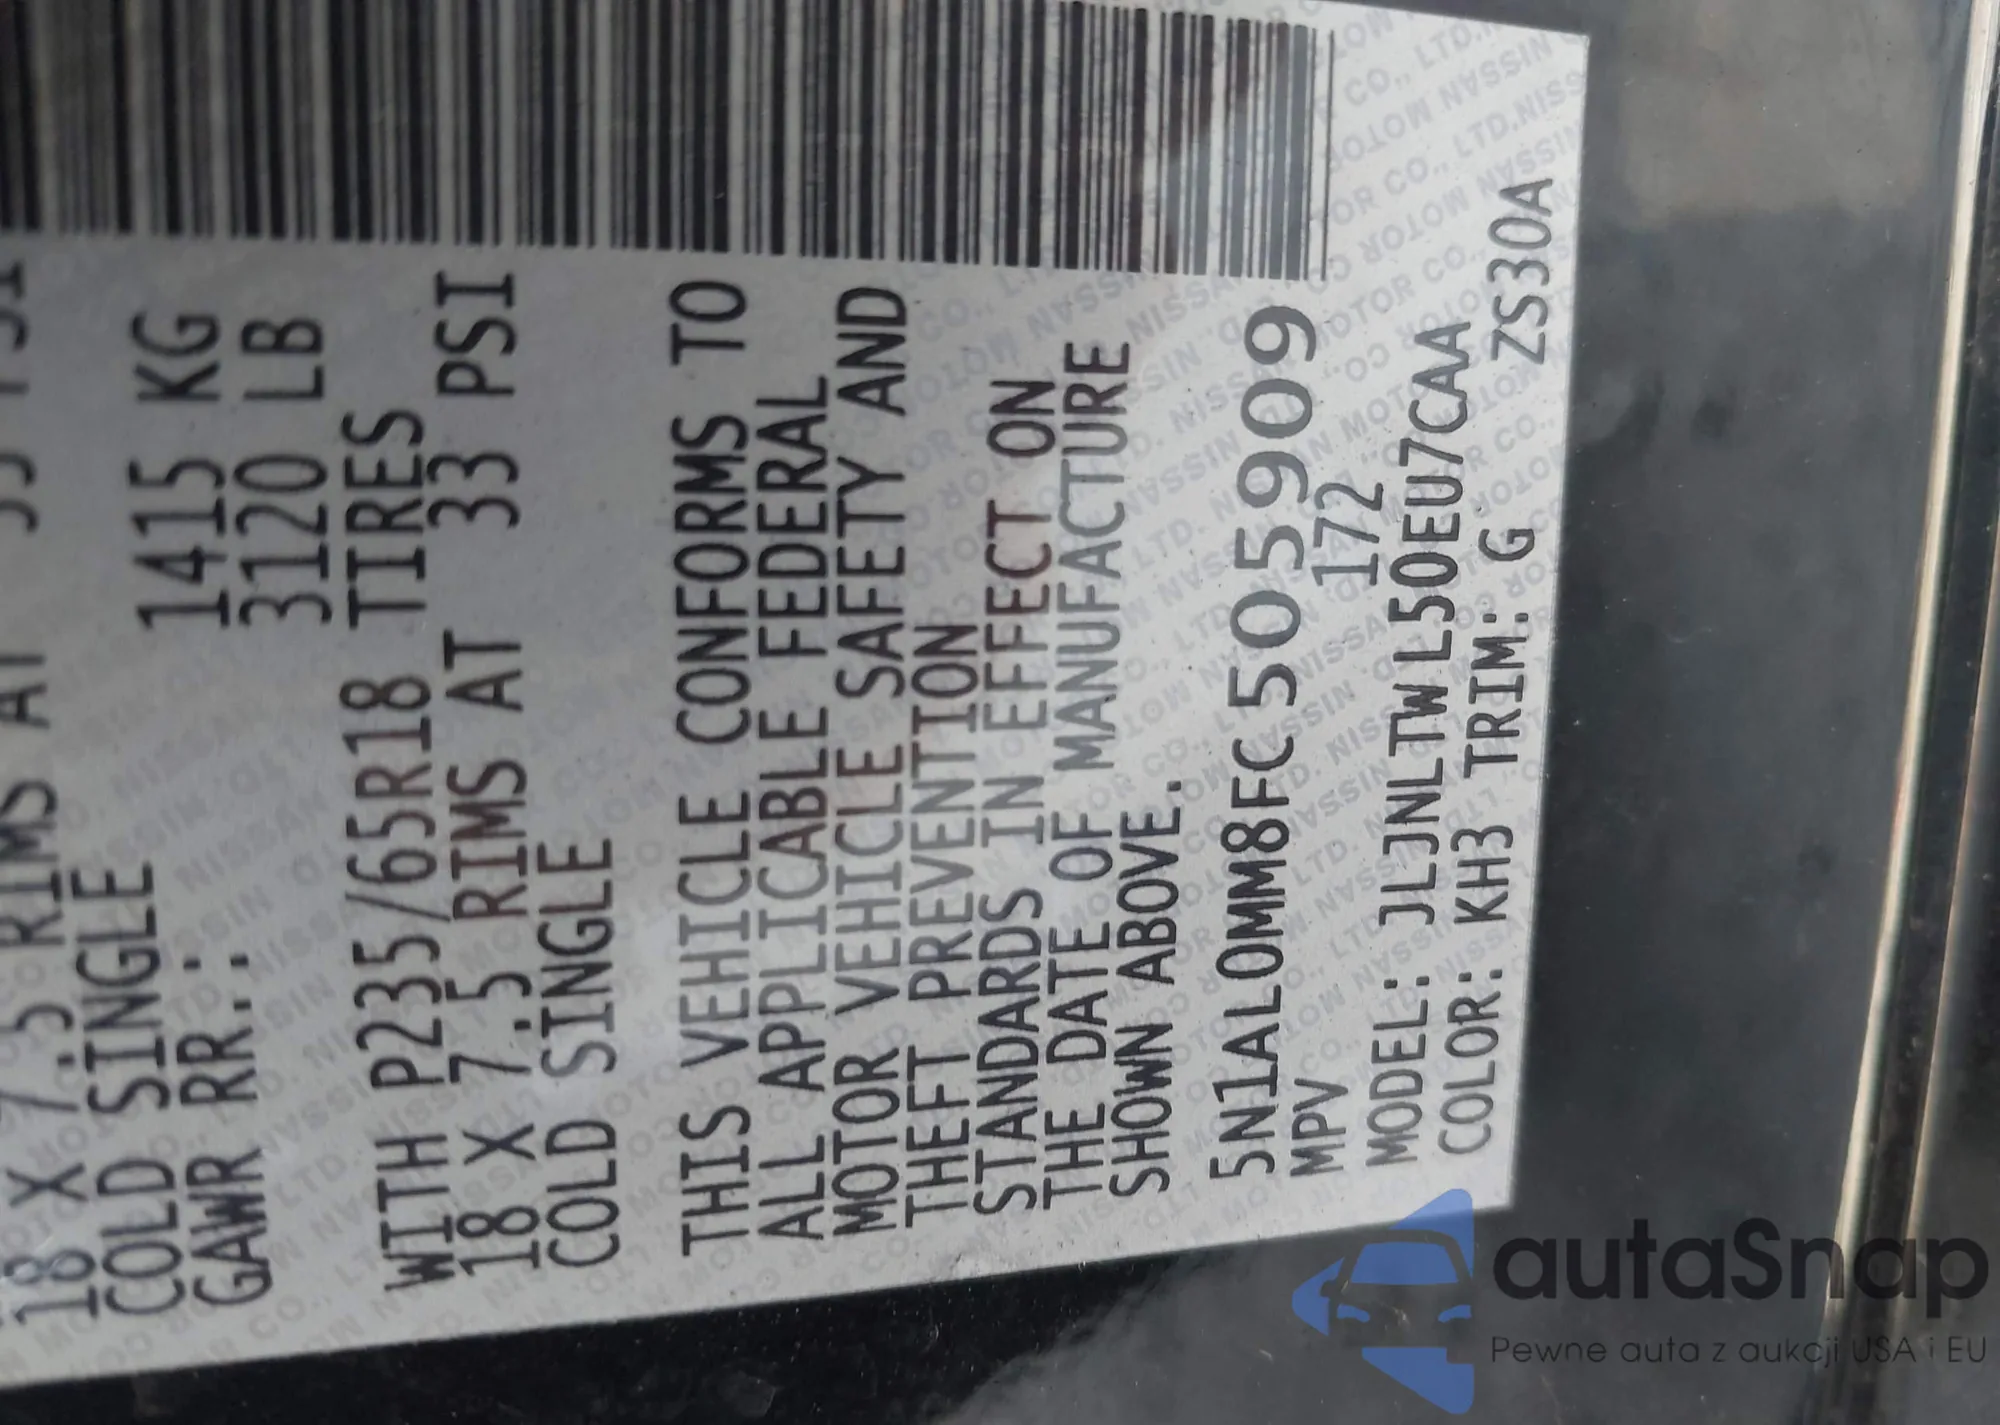 18 X 7.5 RIMS AT 33 PSI
COLD SINGLE
GAWR RR.: 1415 KG
3120 LB
WITH P235/65R18 TIRES
18 X 7.5 RIMS AT 33 PSI
COLD SINGLE
THIS VEHICLE CONFORMS TO
ALL APPLICABLE FEDERAL
MOTOR VEHICLE SAFETY AND
THEFT PREVENTION
STANDARDS IN EFFECT ON
THE DATE OF MANUFACTURE
SHOWN ABOVE.
5N1AL0MM8FC505909
MPV 172
MODEL: JLJNLTWL50EU7CAA
COLOR: KH3 TRIM: G ZS30A
autaSnap
Pewne auta z aukcji USA i EU